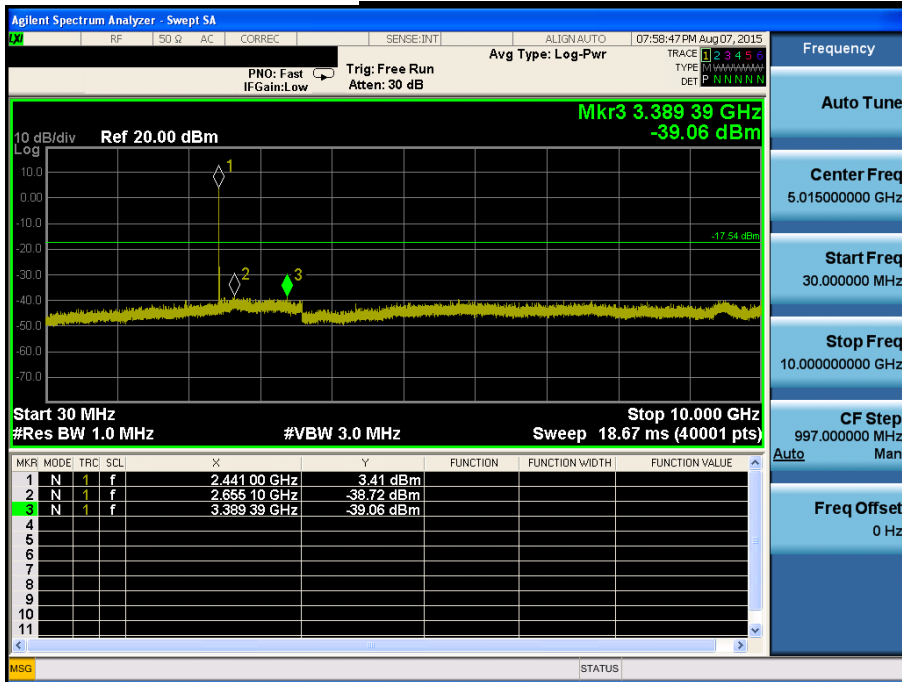 Agilent Spectrum Analyzer - Swept SA
LXI RF 50 Ω AC CORREC SENSE:INT ALIGN AUTO 07:58:47 PM Aug 07, 2015
Avg Type: Log-Pwr TRACE 1 2 3 4 5 6
PNO: Fast Trig: Free Run TYPE M WWWWW
IFGain:Low Atten: 30 dB DET P N N N N N
Mkr3 3.389 39 GHz
-39.06 dBm
10 dB/div Ref 20.00 dBm
Log
10.0
0.00
-10.0
-20.0
-30.0
-40.0
-50.0
-60.0
-70.0
1
-17.54 dBm
2
3
Start 30 MHz Stop 10.000 GHz
#Res BW 1.0 MHz #VBW 3.0 MHz Sweep 18.67 ms (40001 pts)
MKR MODE TRC SCL X Y FUNCTION FUNCTION WIDTH FUNCTION VALUE
1 N 1 f 2.441 00 GHz 3.41 dBm
2 N 1 f 2.655 10 GHz -38.72 dBm
3 N 1 f 3.389 39 GHz -39.06 dBm
4
5
6
7
8
9
10
11
MSG STATUS
Frequency
Auto Tune
Center Freq
5.015000000 GHz
Start Freq
30.000000 MHz
Stop Freq
10.000000000 GHz
CF Step
997.000000 MHz
Auto Man
Freq Offset
0 Hz